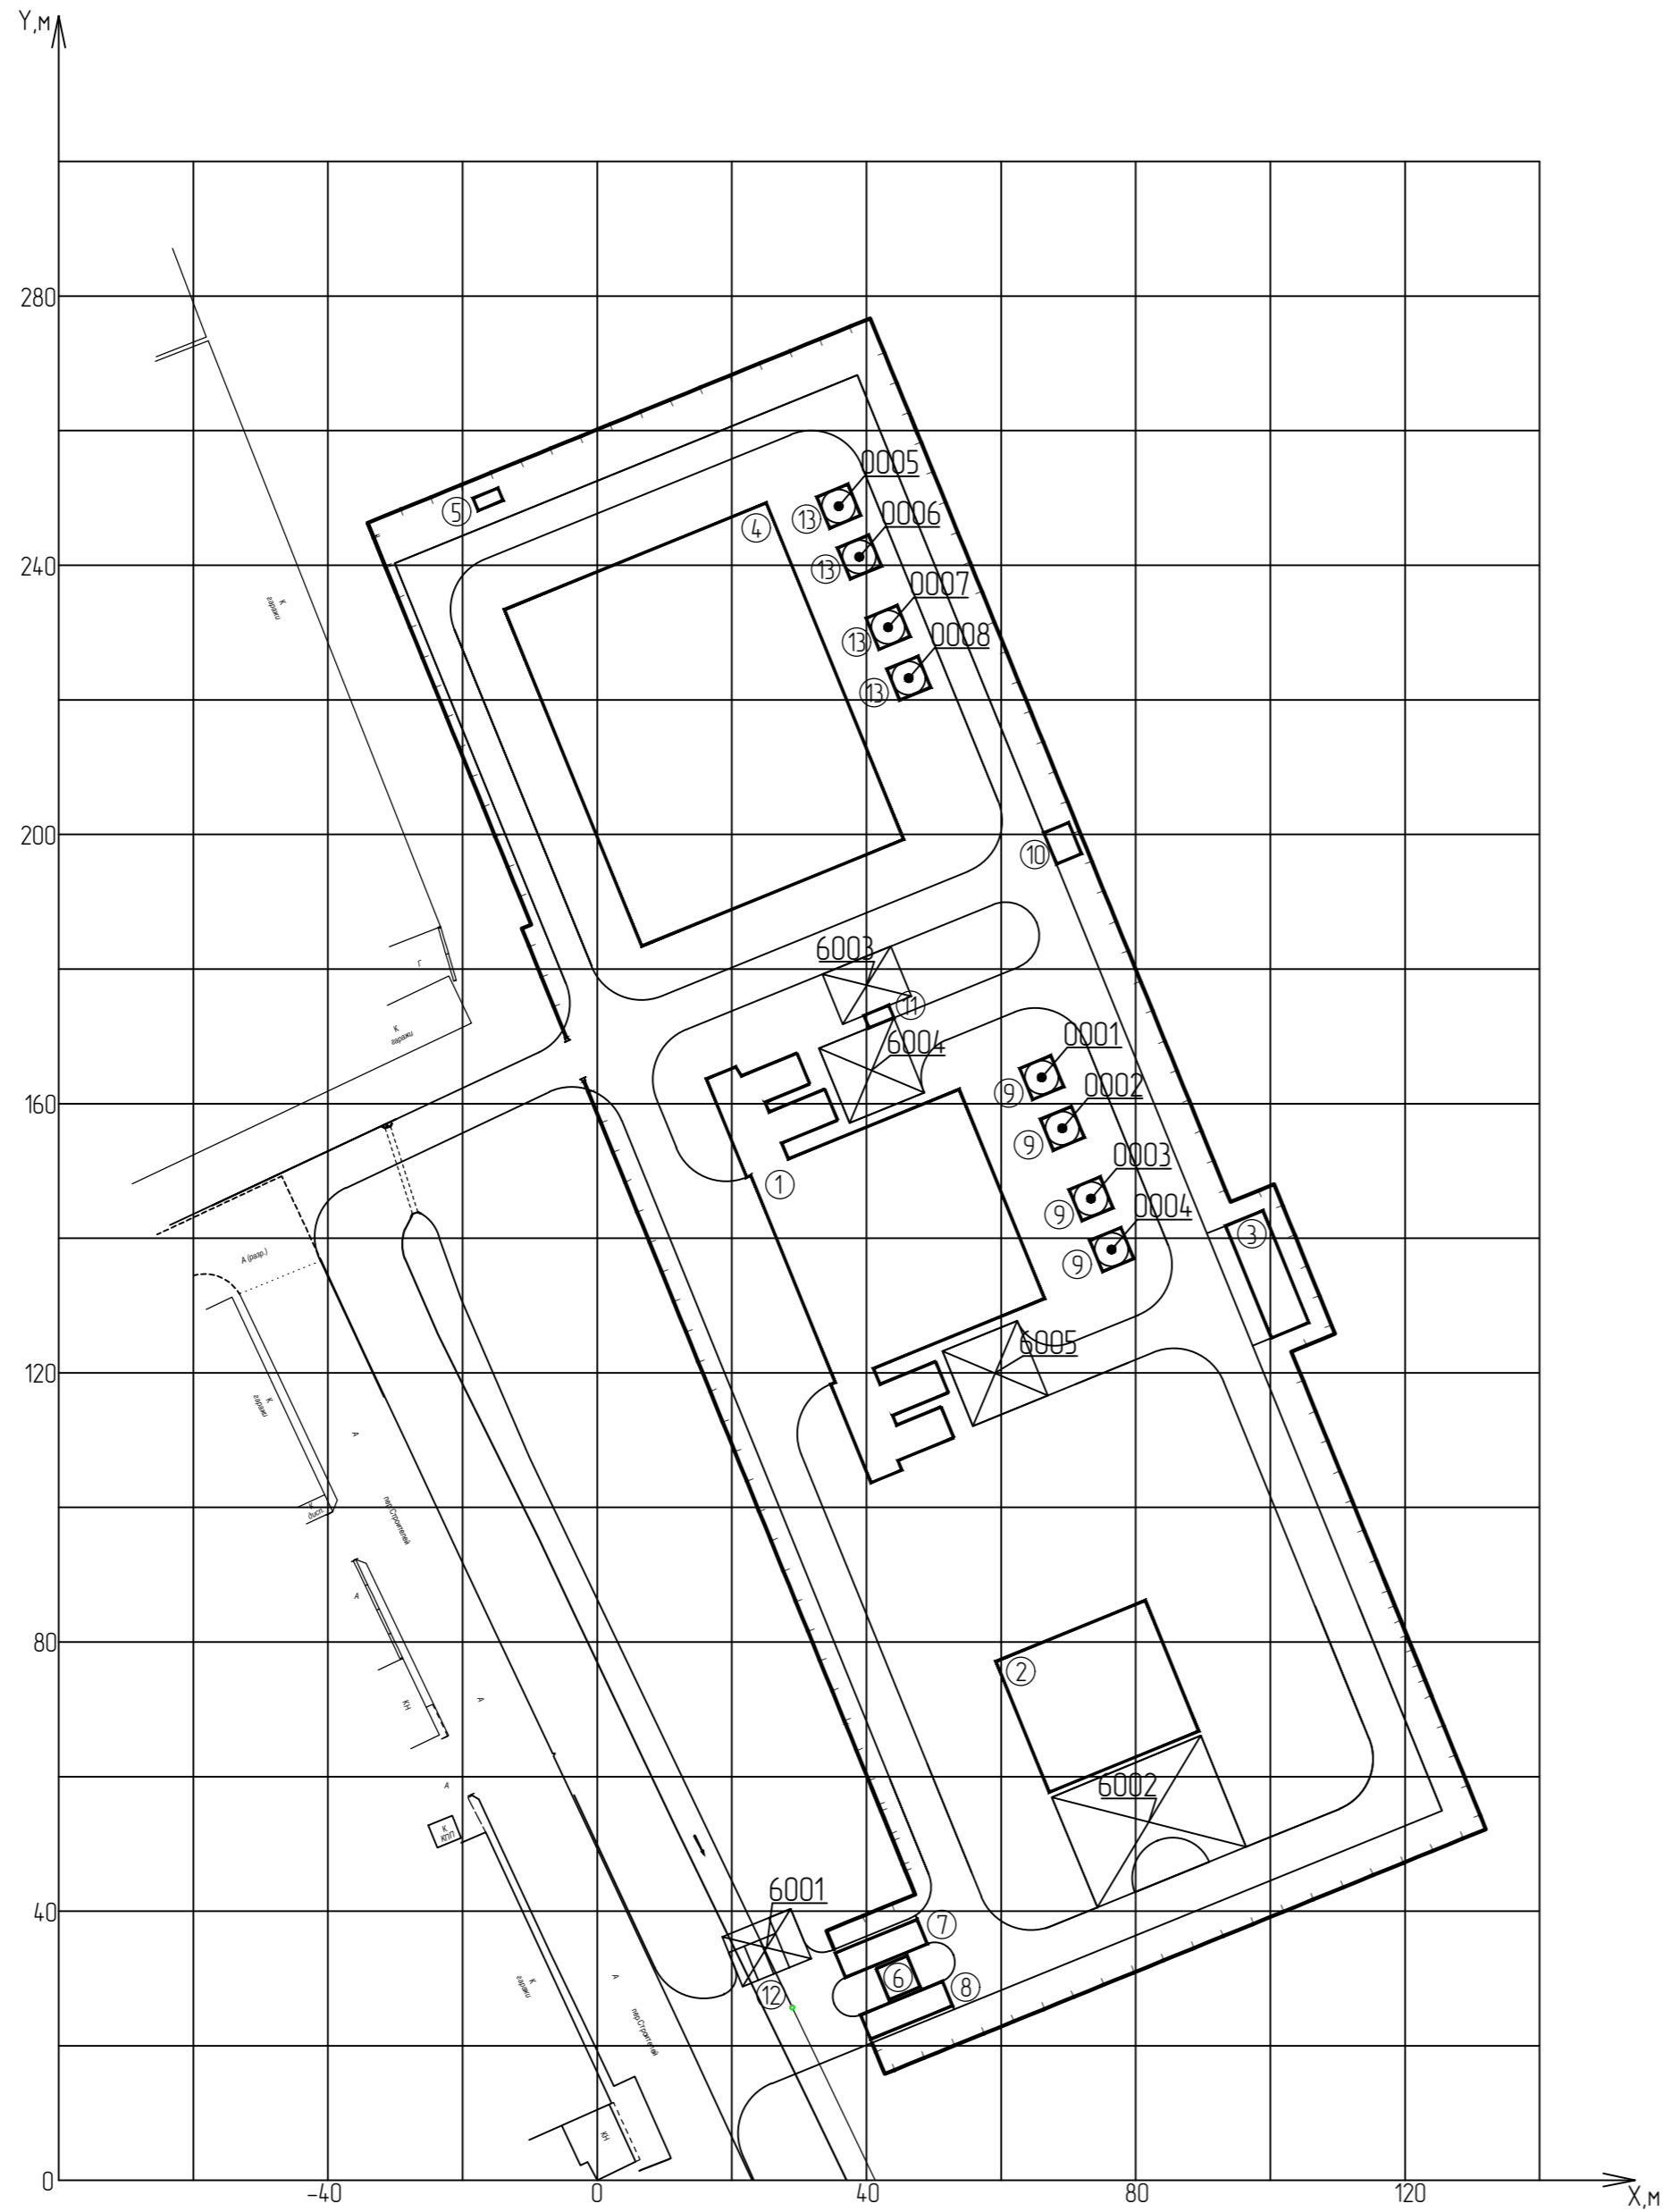 Y,м
280
0005
⑤
④
⑬
0006
240
⑬
0007
К
гаражи
⑬
0008
⑬
200
⑩
6003
Г
⑪
К
гаражи
6004
0001
⑨
0002
160
⑨
0003
①
⑨
0004
③
А (разр.)
⑨
6005
120
К
гаражи
А
пер.Строителей
А
80
②
КН
А
А
6002
К
КПП
6001
40
⑦
⑥
⑧
⑫
К
гаражи
А
пер.Строителей
КН
0
-40
0
40
80
120
X,м